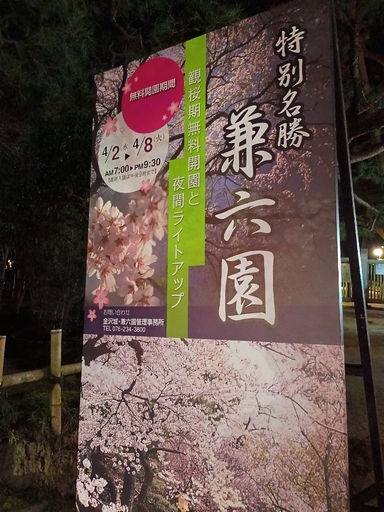 特別名勝
兼六園
観桜期無料開園と
夜間ライトアップ
無料開園期間
4/2 4/8(火)
AM7:00▶PM9:30
お問い合わせ
金沢城・兼六園管理事務所
TEL 076-234-3800